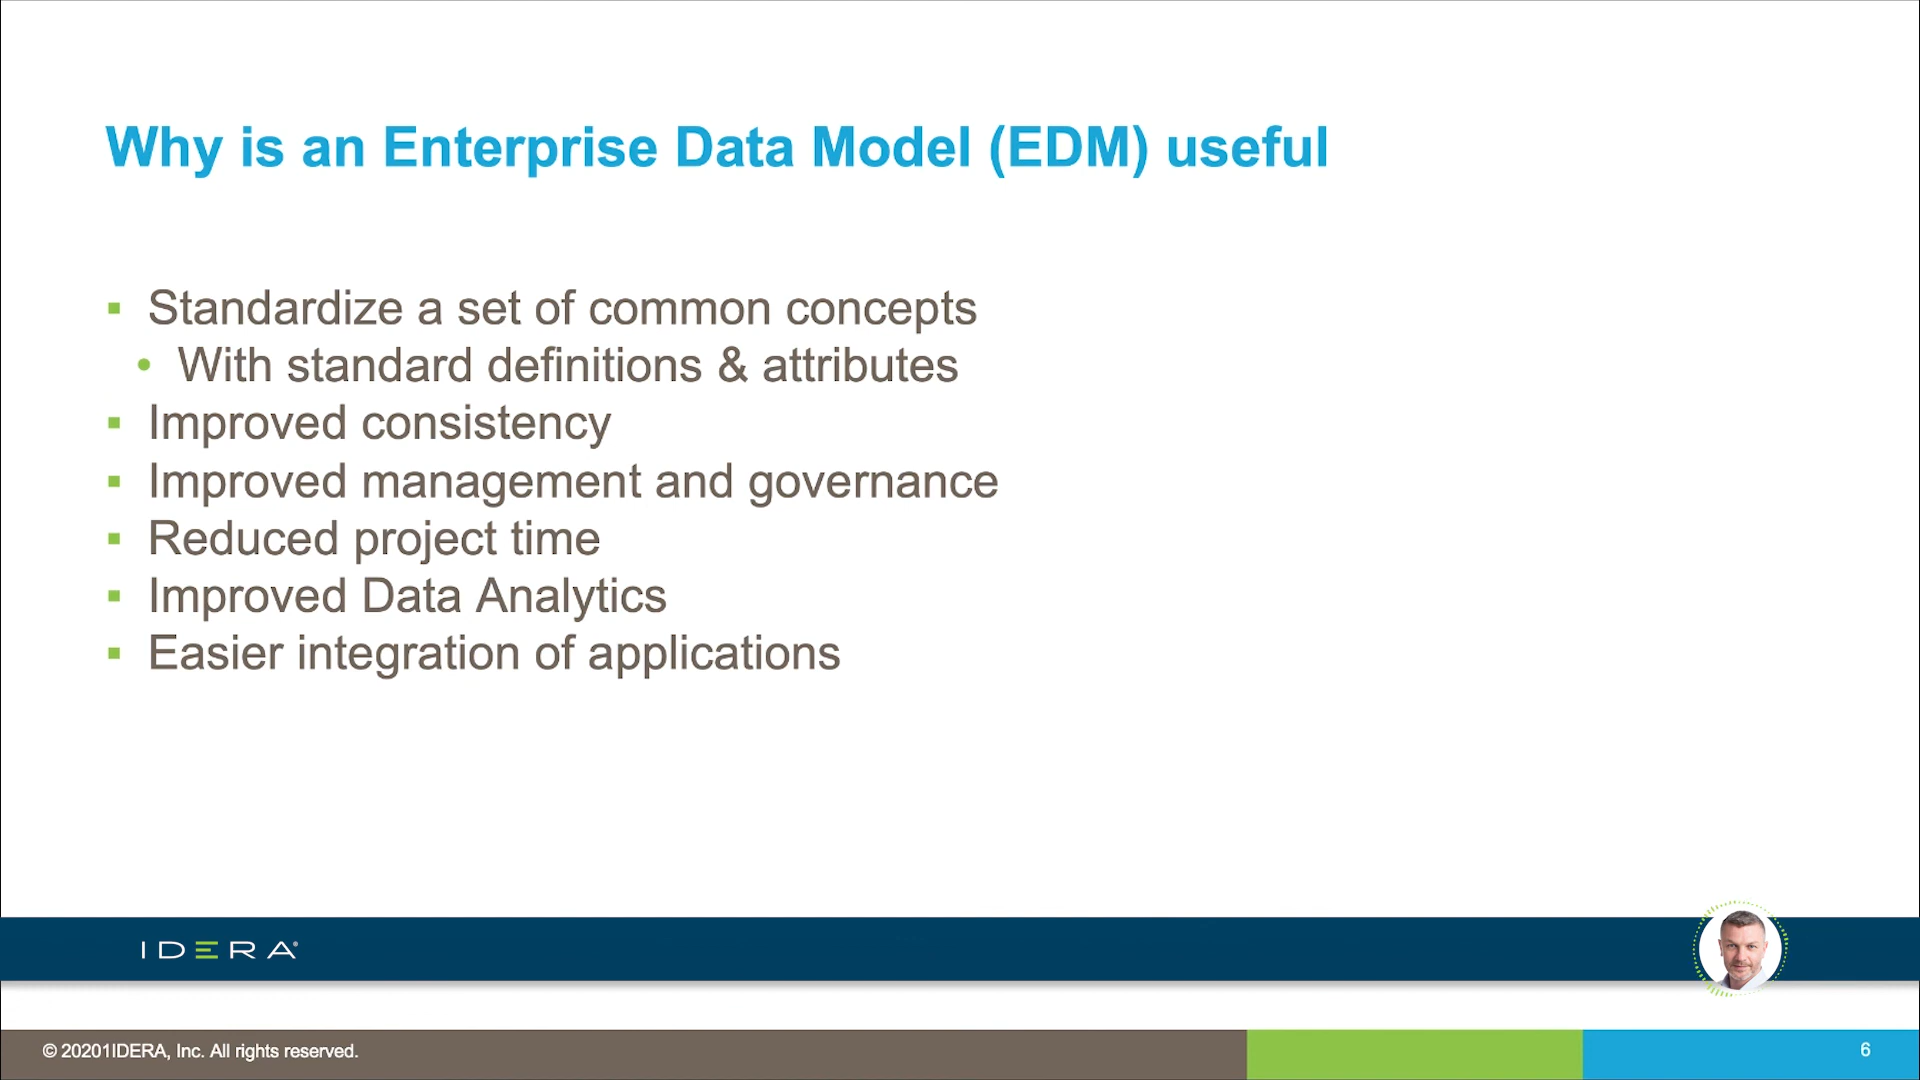 Why is an Enterprise Data Model (EDM) useful
▪ Standardize a set of common concepts
• With standard definitions & attributes
▪ Improved consistency
▪ Improved management and governance
▪ Reduced project time
▪ Improved Data Analytics
▪ Easier integration of applications
IDERA®
© 20201IDERA, Inc. All rights reserved.
6